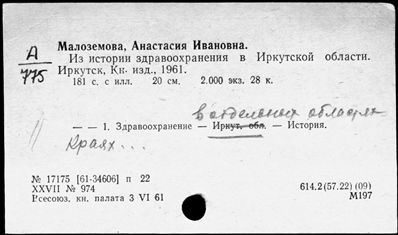 А
775
Малоземова, Анастасия Ивановна.
Из истории здравоохранения в Иркутской области.
Иркутск, Кн. изд., 1961.
181 с. с илл. 20 см. 2.000 экз. 28 к.
в отдельных областях
— — 1. Здравоохранение — Иркут. обл. — История.
Краях...
№ 17175 [61-34606] п 22
XXVII № 974
Всесоюз. кн. палата 3 VI 61
614.2(57.22) (09)
М197